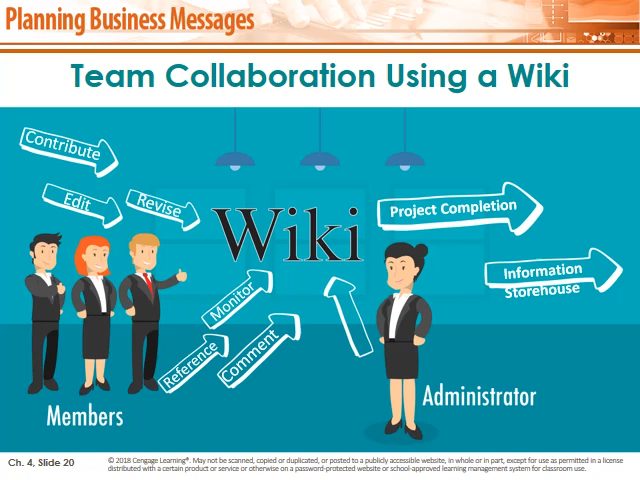 Planning Business Messages
Team Collaboration Using a Wiki
Contribute
Edit
Revise
Wiki
Project Completion
Information
Storehouse
Monitor
Reference
Comment
Members
Administrator
Ch. 4, Slide 20
© 2018 Cengage Learning®. May not be scanned, copied or duplicated, or posted to a publicly accessible website, in whole or in part, except for use as permitted in a license
distributed with a certain product or service or otherwise on a password-protected website or school-approved learning management system for classroom use.